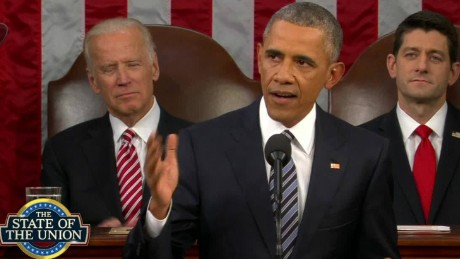 THE
STATE OF
THE UNION